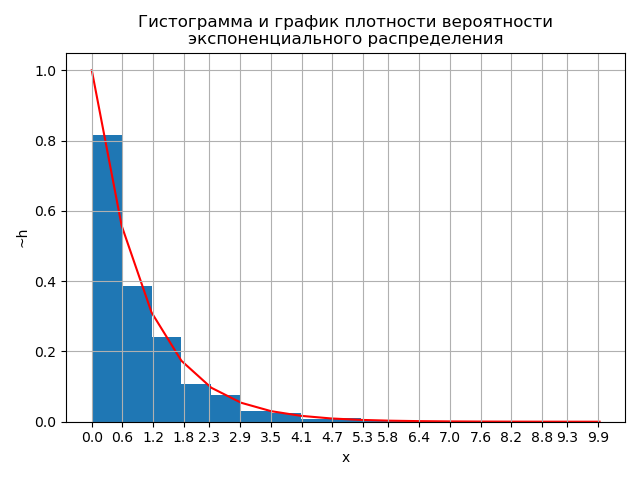 Гистограмма и график плотности вероятности
экспоненциального распределения
1.0
0.8
0.6
0.4
0.2
0.0
~h
0.0 0.6 1.2 1.8 2.3 2.9 3.5 4.1 4.7 5.3 5.8 6.4 7.0 7.6 8.2 8.8 9.3 9.9
x